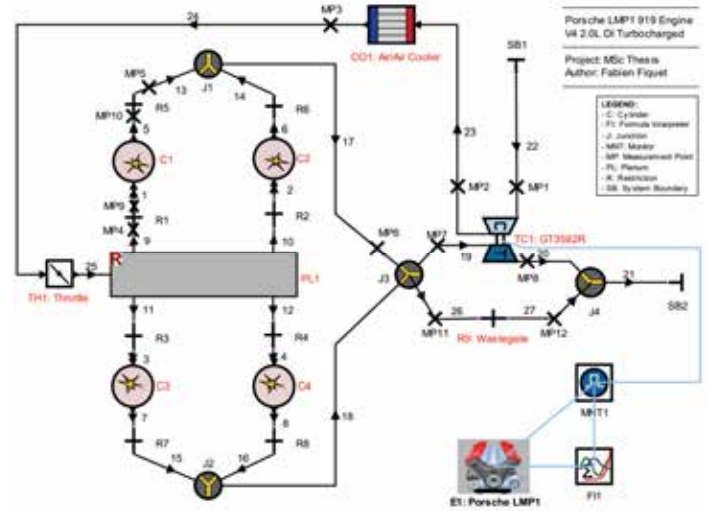 24
MP3
CO1: Air/Air Cooler
Porsche LMP1 919 Engine
V4 2.0L DI Turbocharged
Project: MSc Thesis
Author: Fabien Fiquet
SB1
LEGEND:
- C: Cylinder
- FI: Formula Interpreter
- J: Junction
- MNT: Monitor
- MP: Measurement Point
- PL: Plenum
- R: Restriction
- SB: System Boundary
J1
MP5
13
14
MP10
R5
R6
5
6
17
23
22
C1
C2
1
2
MP9
R1
R2
MP4
9
10
MP2
MP1
MP6
MP7
TC1: GT3582R
19
20
MP8
21
SB2
J3
J4
25
R
PL1
TH1: Throttle
11
12
26
27
MP11
MP12
R9: Wastegate
R3
R4
3
4
C3
C4
7
8
18
R7
R8
15
16
J2
MNT1
FI1
E1: Porsche LMP1